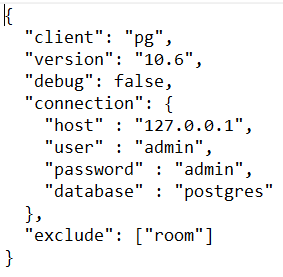 {
  "client": "pg",
  "version": "10.6",
  "debug": false,
  "connection": {
    "host" : "127.0.0.1",
    "user" : "admin",
    "password" : "admin",
    "database" : "postgres"
  },
  "exclude": ["room"]
}